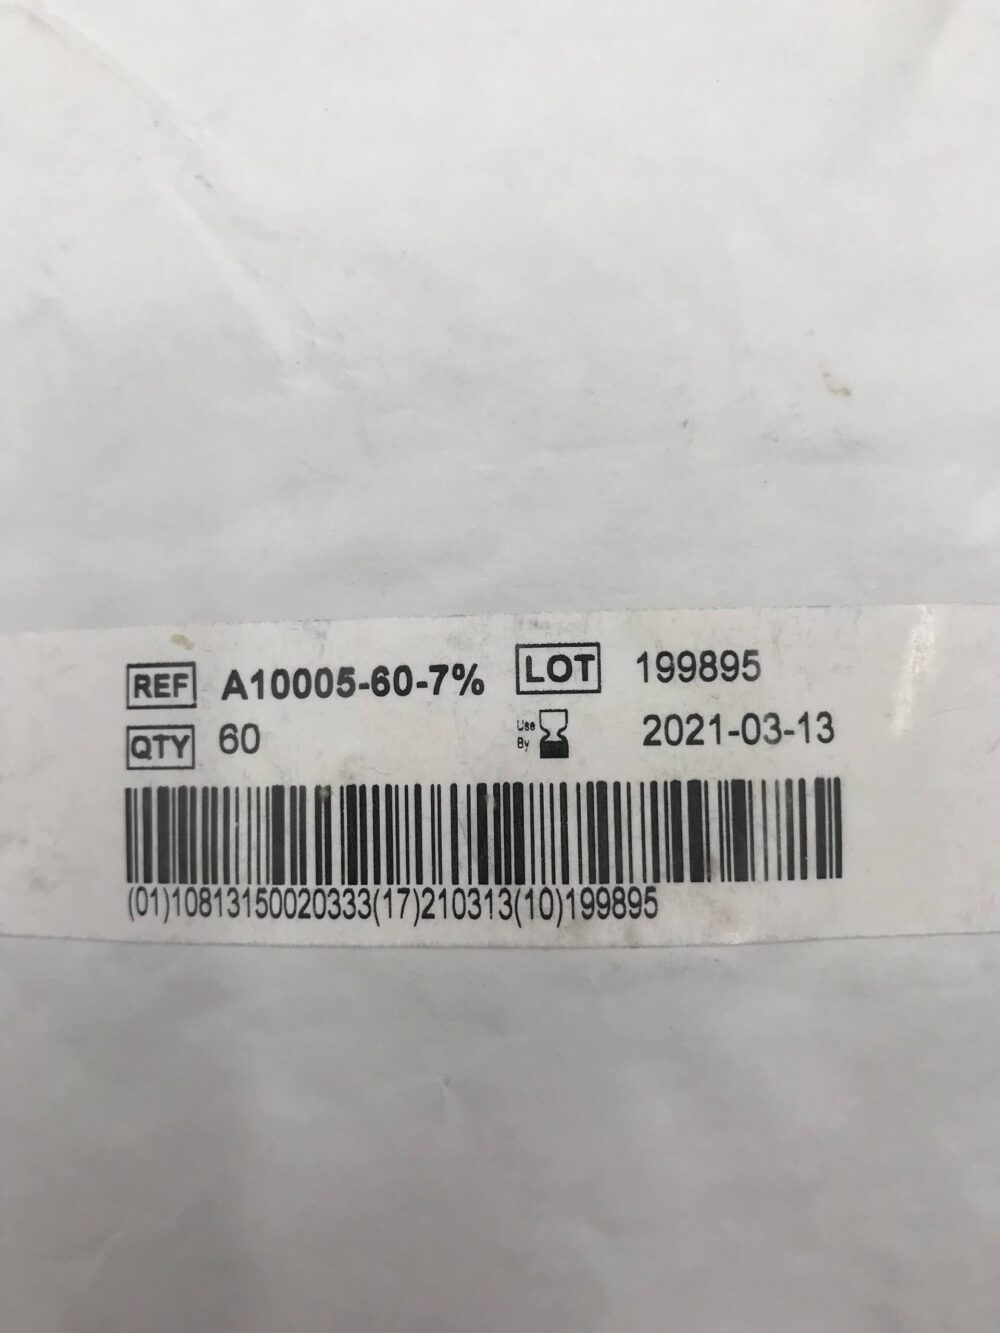 REF A10005-60-7% LOT 199895
QTY 60 Use By 2021-03-13
(01)10813150020333(17)210313(10)199895